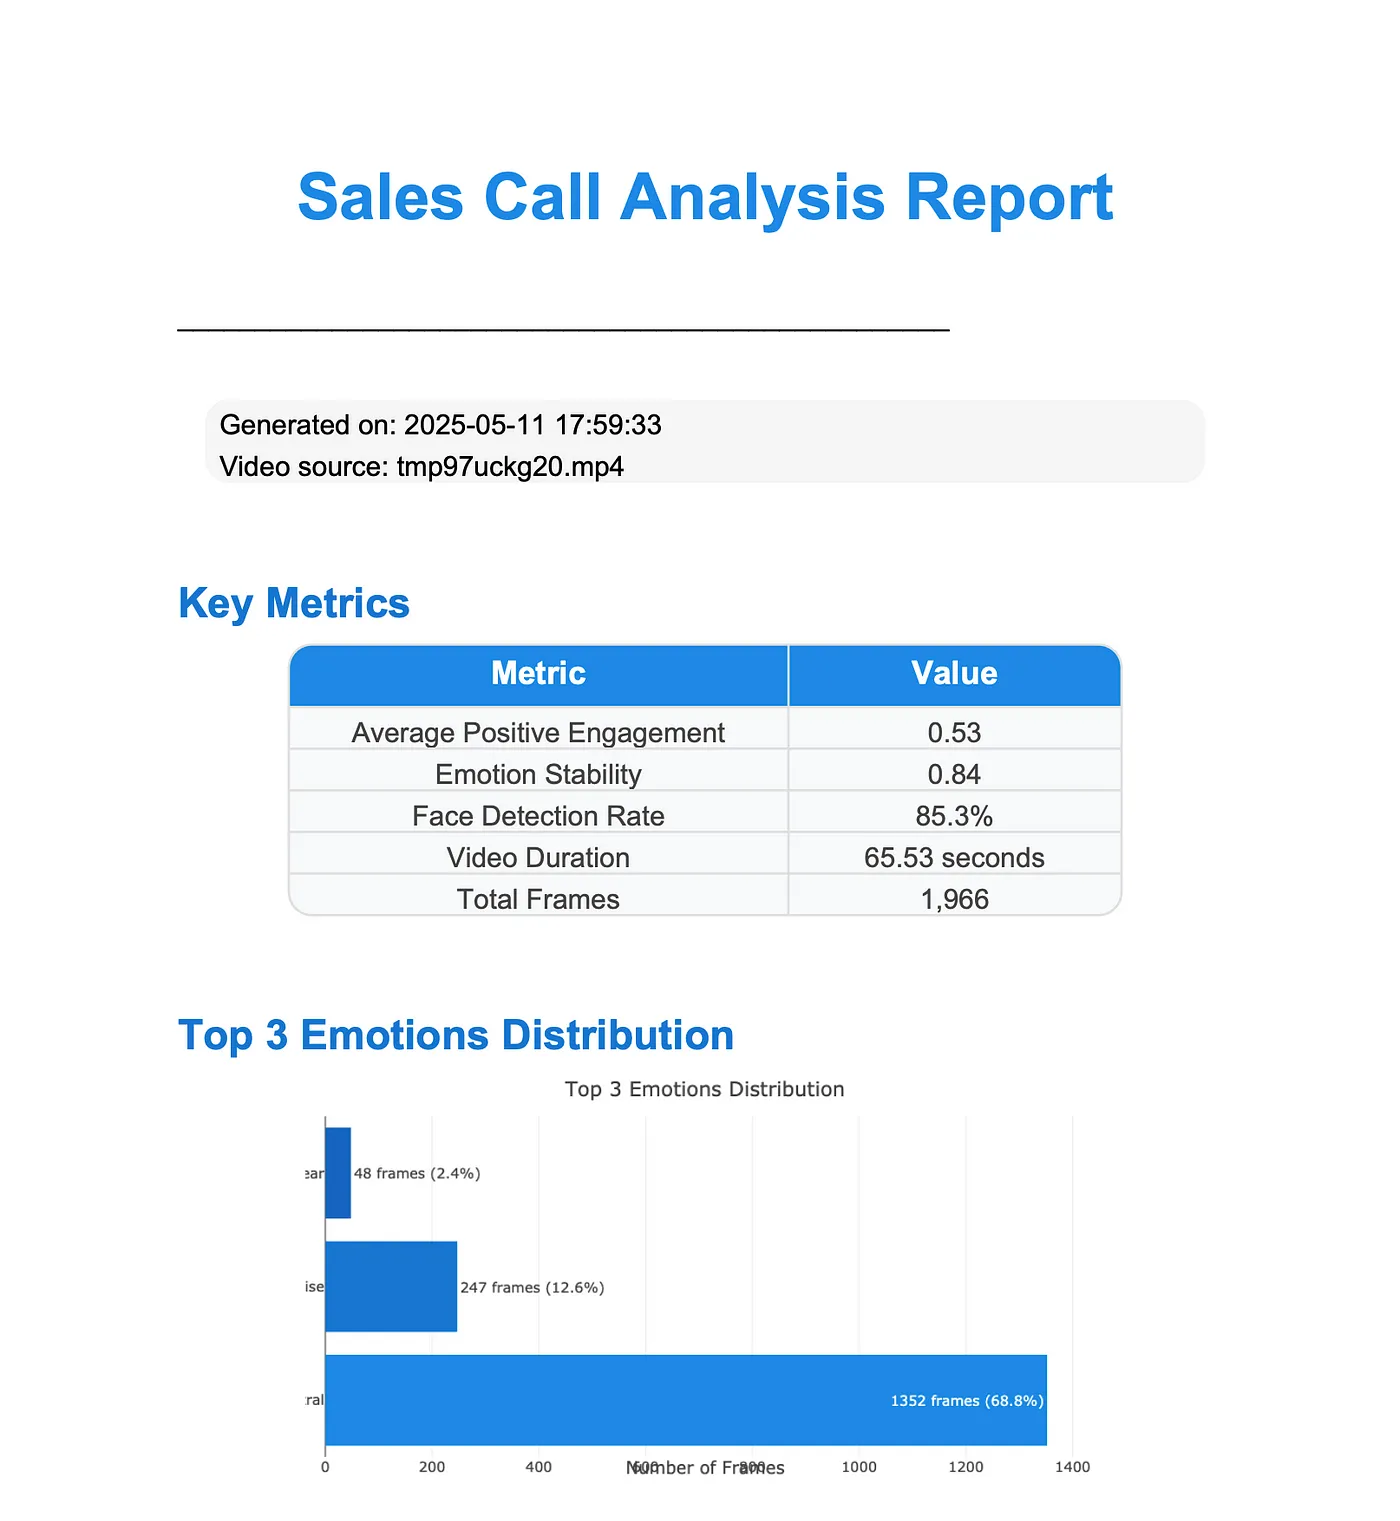 Sales Call Analysis Report
Generated on: 2025-05-11 17:59:33
Video source: tmp97uckg20.mp4
Key Metrics
Metric Value
Average Positive Engagement 0.53
Emotion Stability 0.84
Face Detection Rate 85.3%
Video Duration 65.53 seconds
Total Frames 1,966
Top 3 Emotions Distribution
Top 3 Emotions Distribution
ear 48 frames (2.4%)
ise 247 frames (12.6%)
ral 1352 frames (68.8%)
0 200 400 600 800 1000 1200 1400
Number of Frames